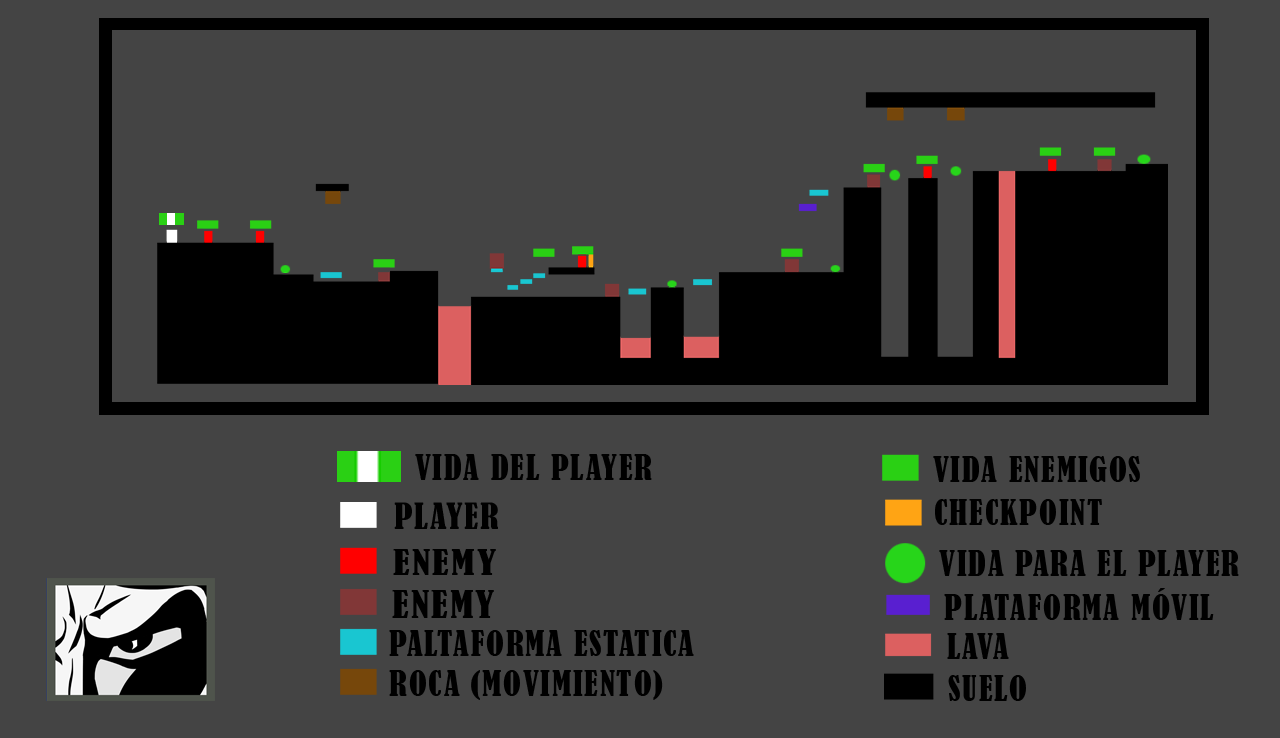 VIDA DEL PLAYER
PLAYER
ENEMY
ENEMY
PALTAFORMA ESTATICA
ROCA (MOVIMIENTO)
VIDA ENEMIGOS
CHECKPOINT
VIDA PARA EL PLAYER
PLATAFORMA MÓVIL
LAVA
SUELO